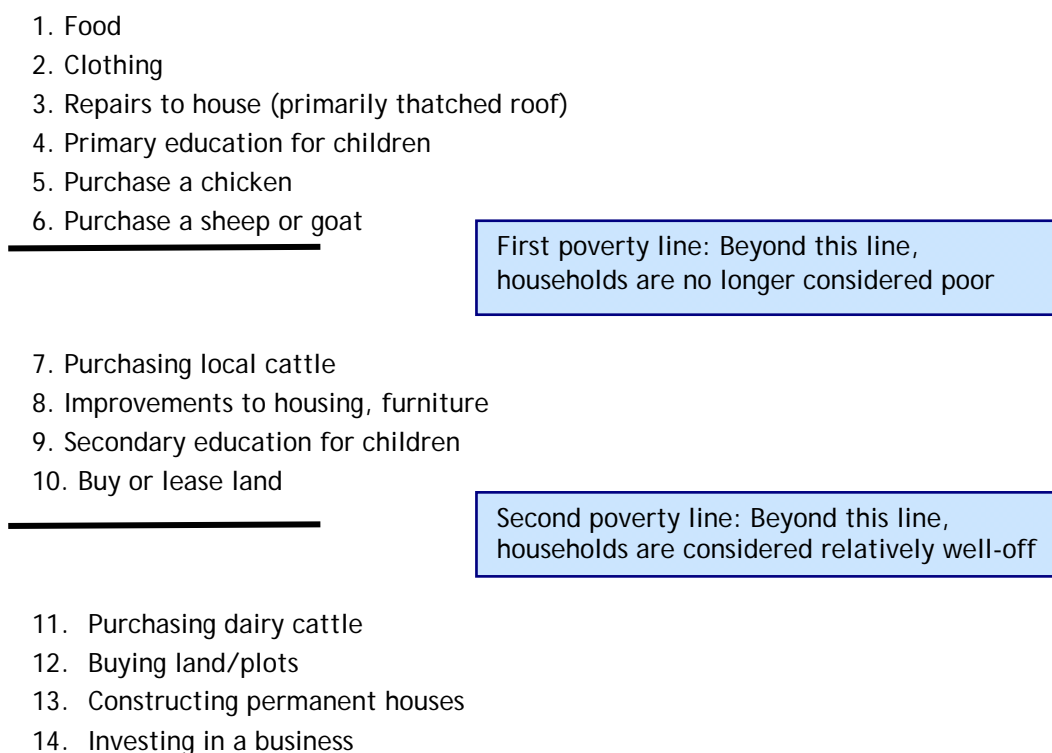 1. Food
2. Clothing
3. Repairs to house (primarily thatched roof)
4. Primary education for children
5. Purchase a chicken
6. Purchase a sheep or goat
First poverty line: Beyond this line,
households are no longer considered poor
7. Purchasing local cattle
8. Improvements to housing, furniture
9. Secondary education for children
10. Buy or lease land
Second poverty line: Beyond this line,
households are considered relatively well-off
11. Purchasing dairy cattle
12. Buying land/plots
13. Constructing permanent houses
14. Investing in a business